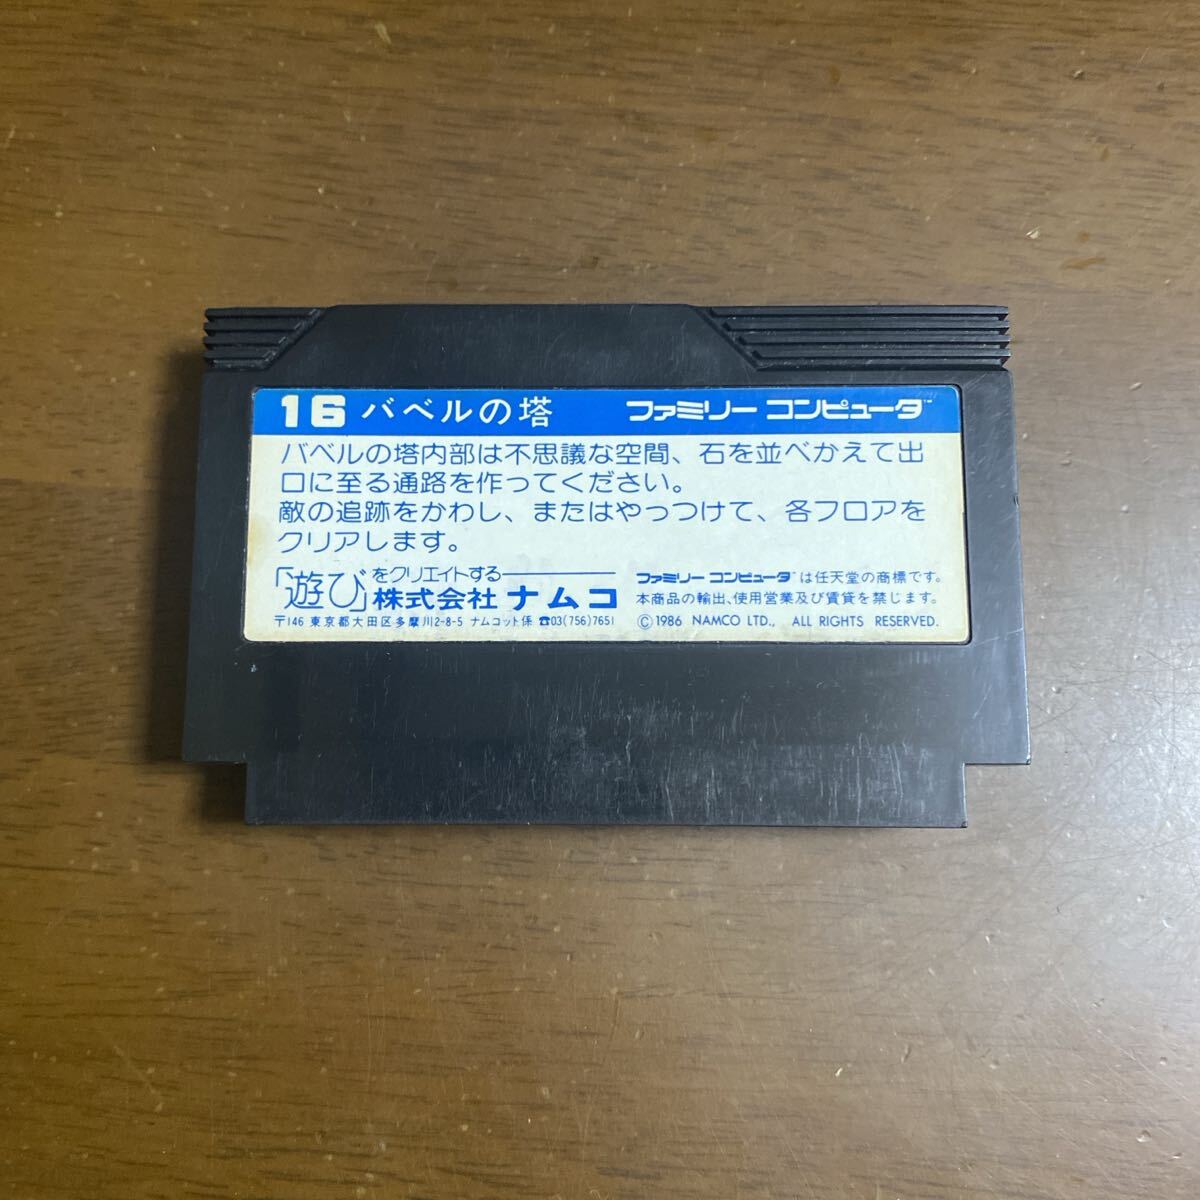 16 バベルの塔 ファミリー コンピュータ™
バベルの塔内部は不思議な空間、石を並べかえて出
口に至る通路を作ってください。
敵の追跡をかわし、またはやっつけて、各フロアを
クリアします。
「遊び」をクリエイトする
株式会社 ナムコ
〒146 東京都大田区多摩川2-8-5 ナムコット係 ☎03(756)7651
ファミリー コンピュータ™は任天堂の商標です。
本商品の輸出、使用営業及び賃貸を禁じます。
©1986 NAMCO LTD., ALL RIGHTS RESERVED.